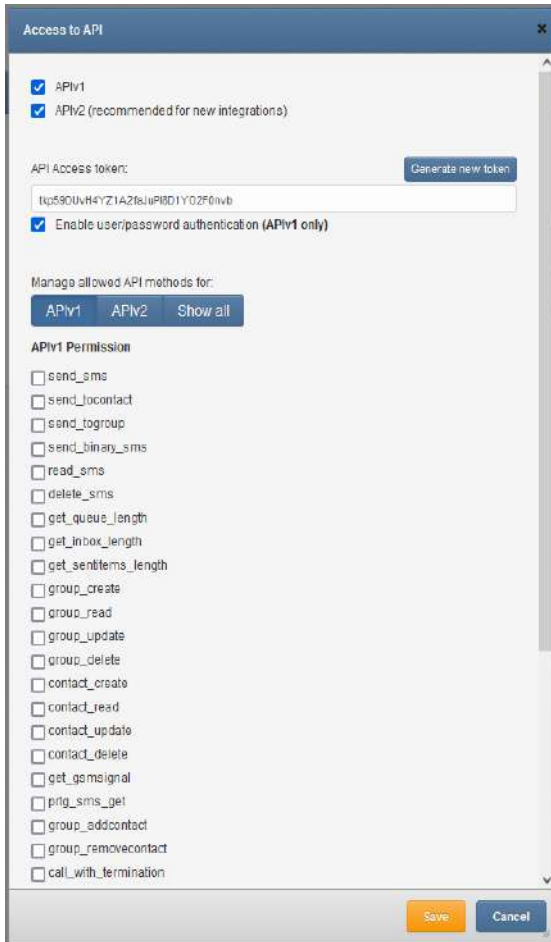 Access to API
APIv1
APIv2 (recommended for new integrations)
API Access token:
Generate new token
Enable user/password authentication (APIv1 only)
Manage allowed API methods for:
APIv1 APIv2 Show all
APIv1 Permission
send_sms
send_tocontact
send_togroup
send_binary_sms
read_sms
delete_sms
get_queue_length
get_inbox_length
get_sentitems_length
group_create
group_read
group_update
group_delete
contact_create
contact_read
contact_update
contact_delete
get_gsmsignal
group_addcontact
group_removecontact
call_with_termination
Save Cancel